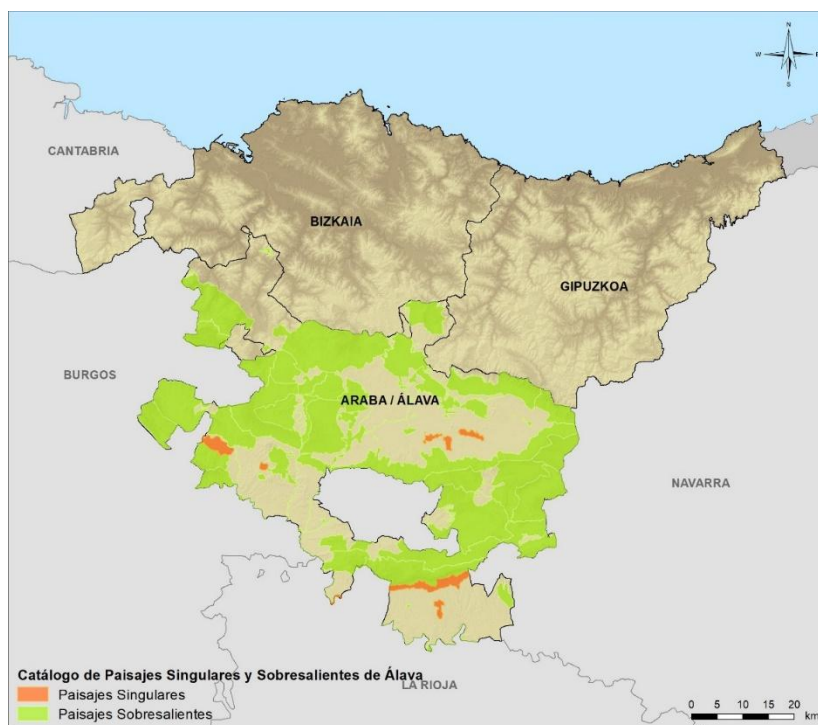 N
W E
S
CANTABRIA
BIZKAIA
GIPUZKOA
BURGOS
ARABA / ÁLAVA
NAVARRA
Catálogo de Paisajes Singulares y Sobresalientes de Álava
Paisajes Singulares
LA RIOJA
Paisajes Sobresalientes
0 5 10 15 20
km